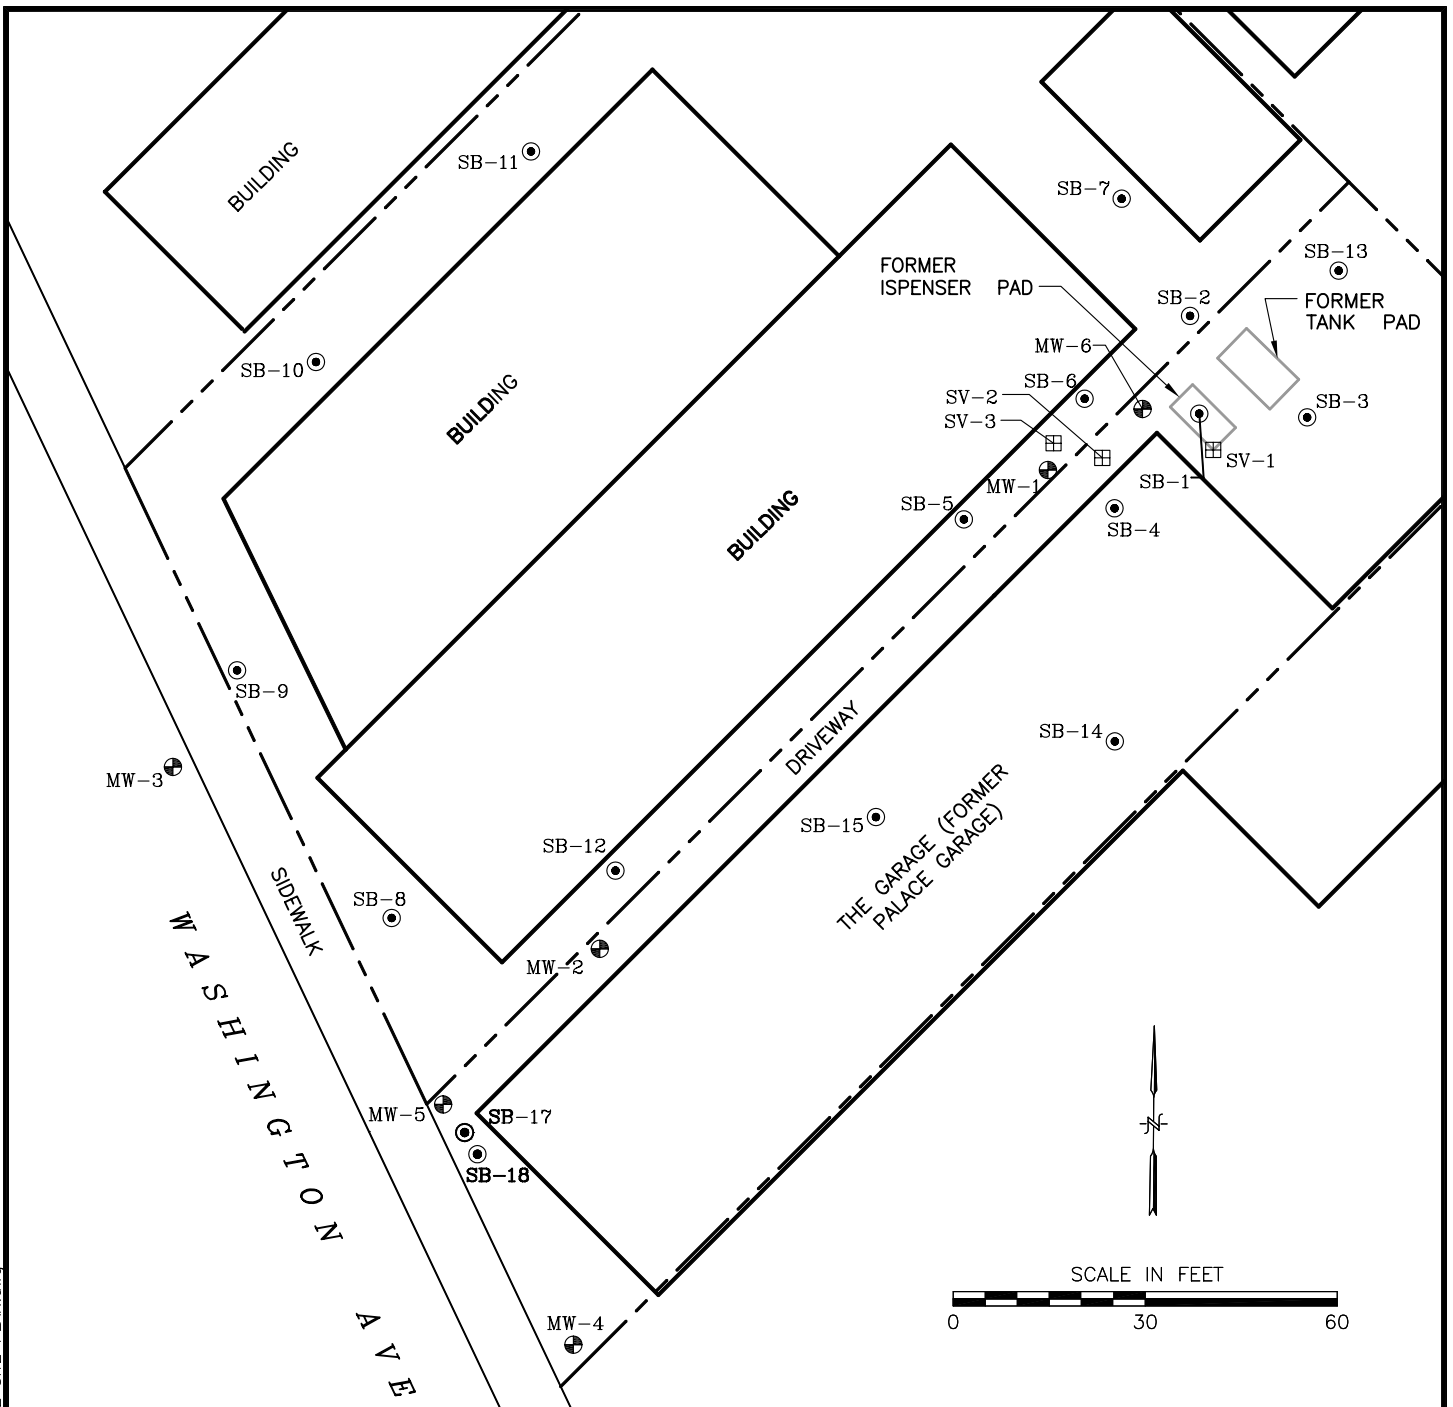 BUILDING
SB-11
SB-7
SB-13
FORMER
ISPENSER PAD
SB-2
FORMER
TANK PAD
MW-6
SB-10
SB-6
BUILDING
SV-2
SB-3
SV-3
SV-1
MW-1
SB-1
SB-5
SB-4
BUILDING
SB-9
DRIVEWAY
SB-14
MW-3
SB-15
THE GARAGE (FORMER
PALACE GARAGE)
SB-12
SIDEWALK
SB-8
MW-2
WASHINGTON AVE
MW-5
SB-17
SB-18
N
SCALE IN FEET
0 30 60
MW-4